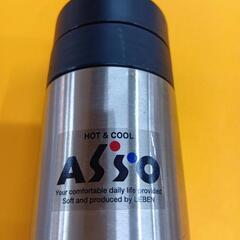 HOT & COOL
ASSO
Your comfortable daily life provided
Soft and produced by LEBEN